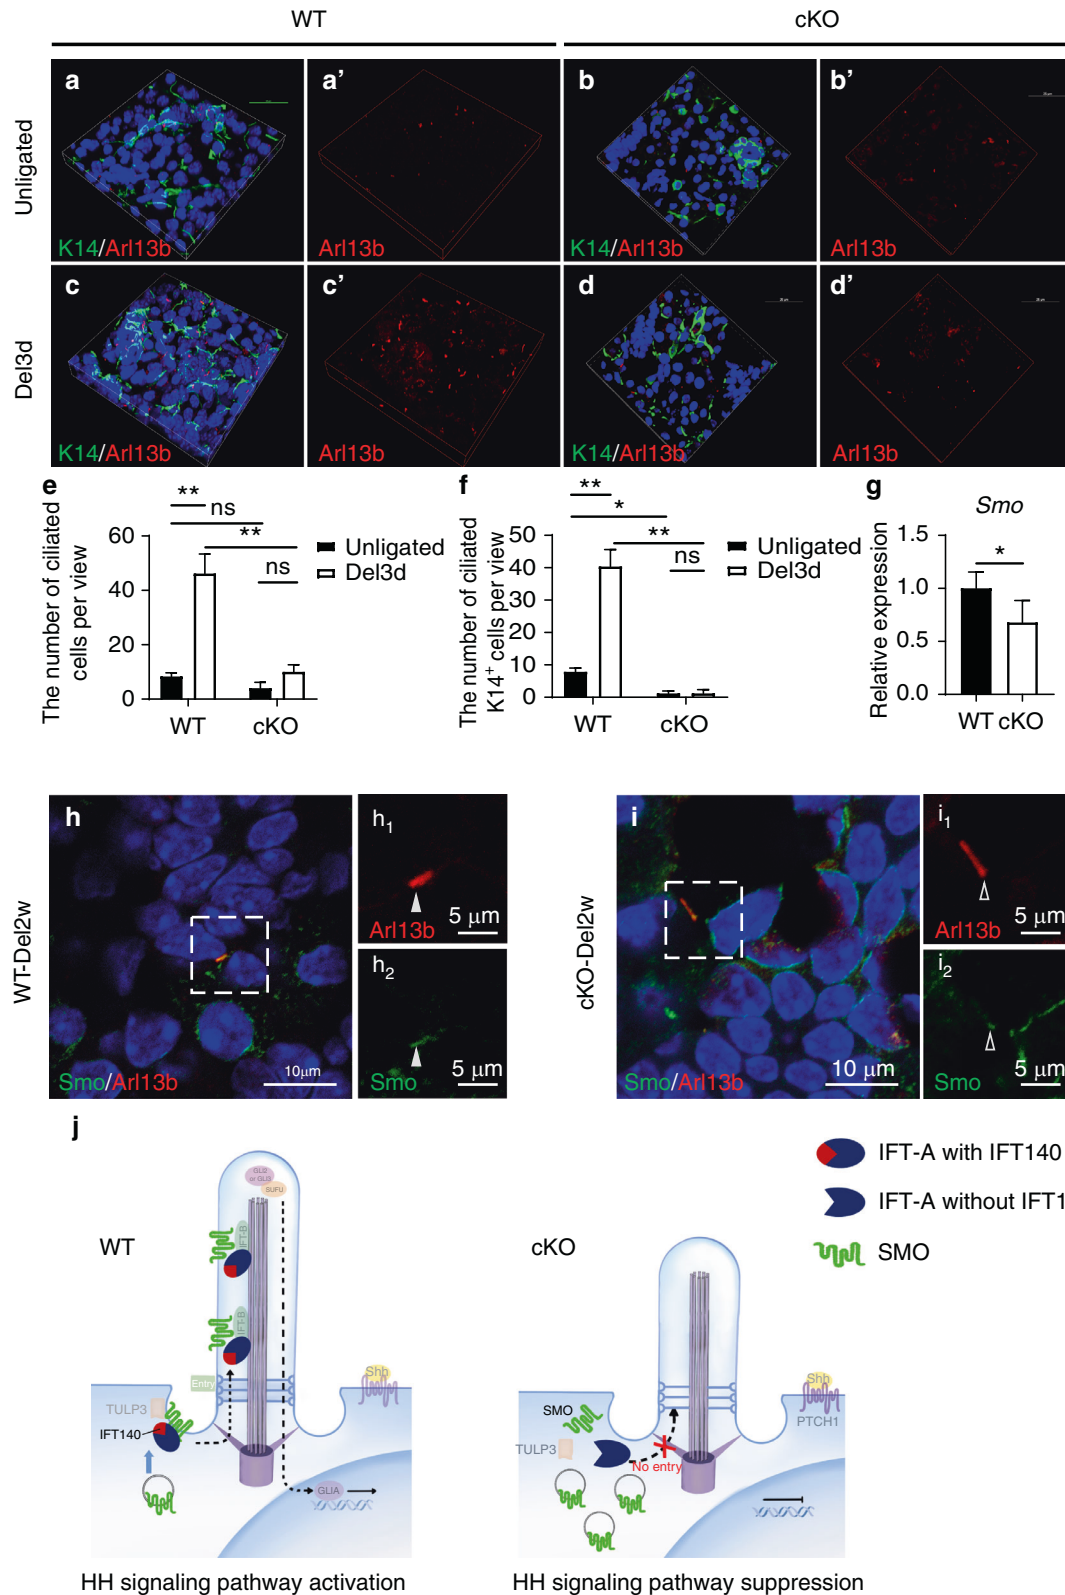 WT
cKO
Unligated
a
a’
b
b’
K14/Arl13b
Arl13b
K14/Arl13b
Arl13b
Del3d
c
c’
d
d’
K14/Arl13b
Arl13b
K14/Arl13b
Arl13b
e
The number of ciliated
cells per view
60
40
20
0
**
ns
**
ns
Unligated
Del3d
WT
cKO
f
The number of ciliated
K14+ cells per view
50
40
30
20
10
0
**
*
**
ns
Unligated
Del3d
WT
cKO
g
Smo
Relative expression
1.5
1.0
0.5
0.0
*
WT cKO
WT-Del2w
h
Smo/Arl13b
10μm
h1
Arl13b
5 μm
h2
Smo
5 μm
cKO-Del2w
i
Smo/Arl13b
10 μm
i1
Arl13b
5 μm
i2
Smo
5 μm
j
WT
GLI2
or GLI3
SUFU
IFT-B
IFT-B
Entry
TULP3
IFT140
Shh
GLIA
HH signaling pathway activation
cKO
SMO
TULP3
No entry
Shh
PTCH1
HH signaling pathway suppression
IFT-A with IFT140
IFT-A without IFT1
SMO